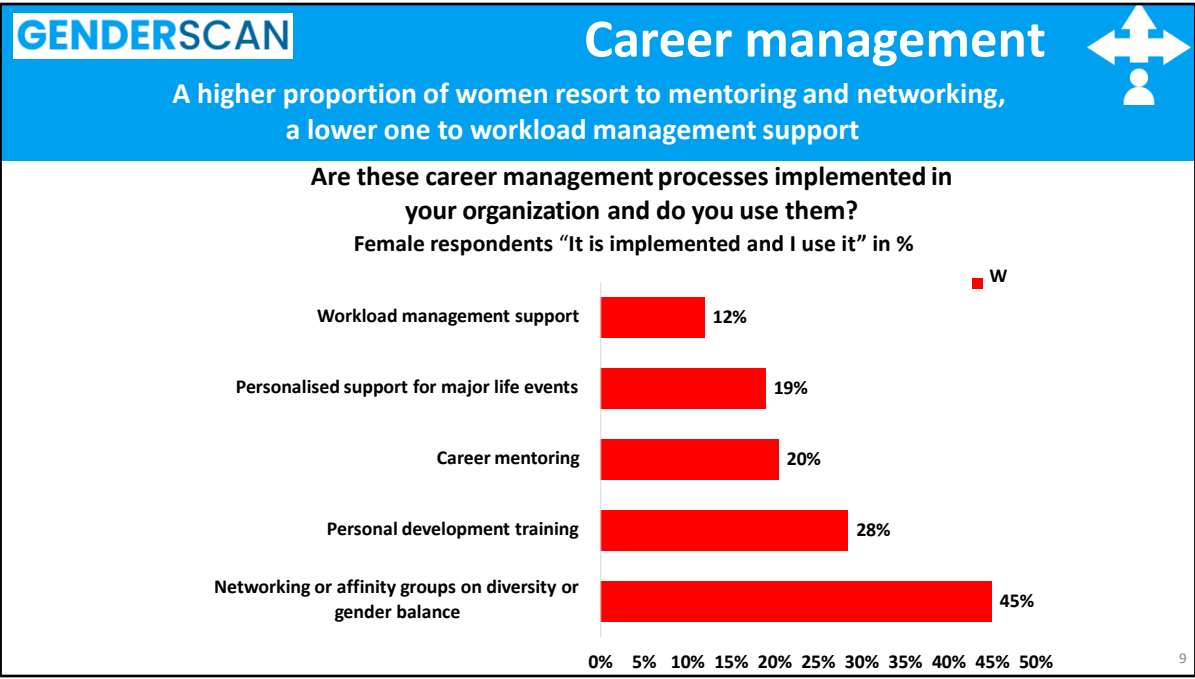 GENDERSCAN
Career management
A higher proportion of women resort to mentoring and networking,
a lower one to workload management support
Are these career management processes implemented in
your organization and do you use them?
Female respondents “It is implemented and I use it” in %
W
Workload management support
12%
Personalised support for major life events
19%
Career mentoring
20%
Personal development training
28%
Networking or affinity groups on diversity or
gender balance
45%
0% 5% 10% 15% 20% 25% 30% 35% 40% 45% 50%
9